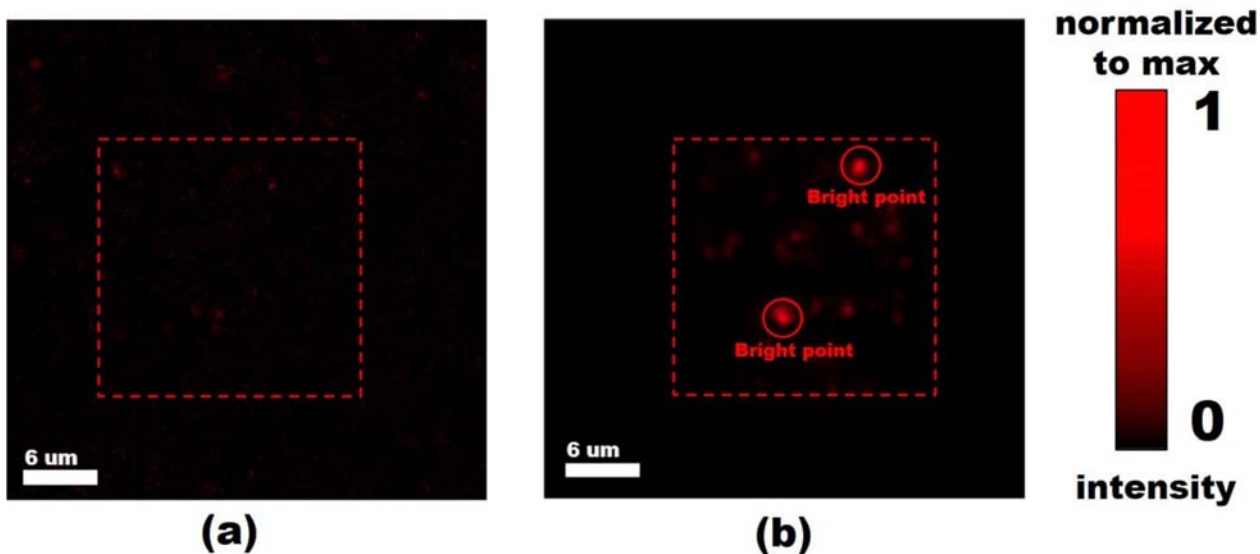 normalized
to max
1
0
intensity
6 um
(a)
Bright point
Bright point
6 um
(b)